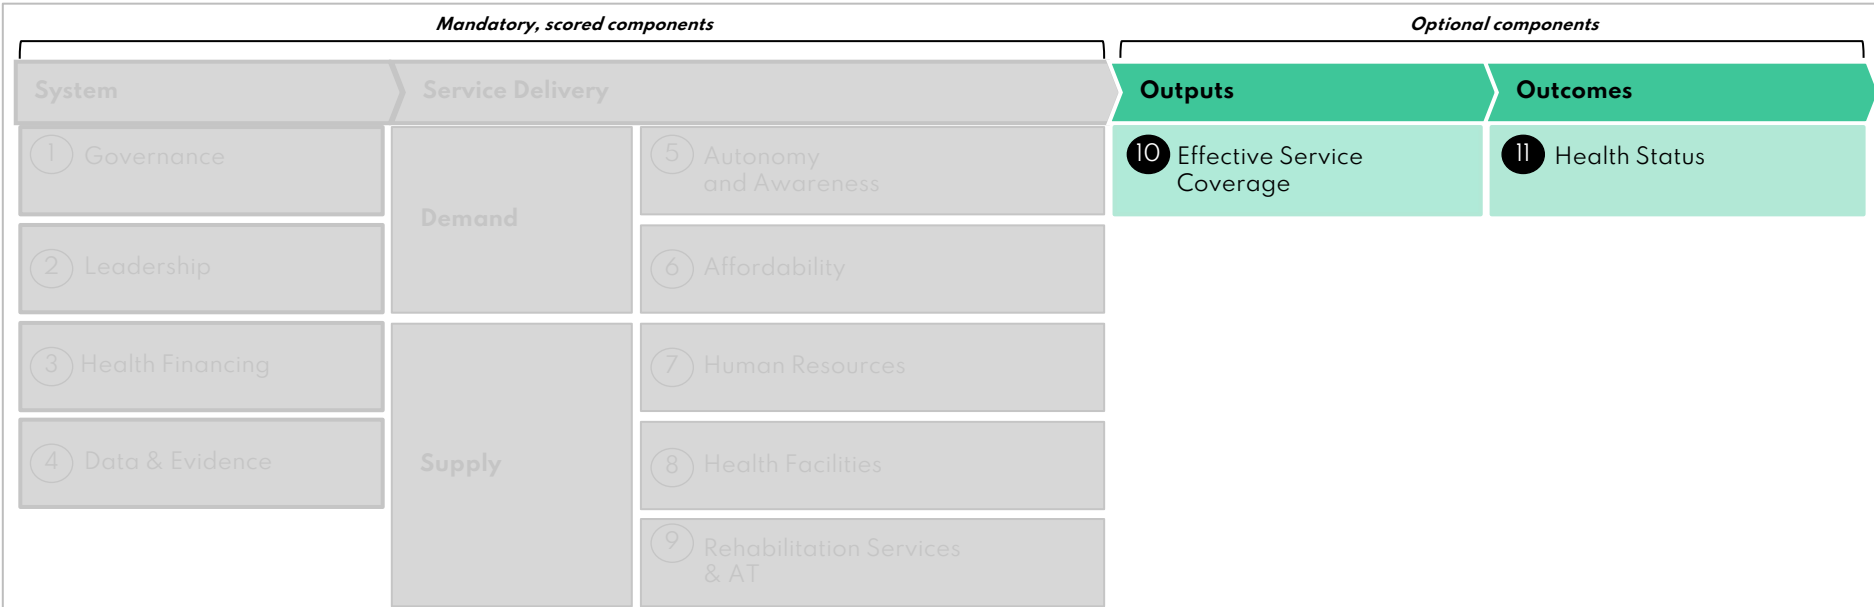 Mandatory, scored components
Optional components
System
Service Delivery
Outputs
Outcomes
1 Governance
2 Leadership
3 Health Financing
4 Data & Evidence
Demand
Supply
5 Autonomy
and Awareness
6 Affordability
7 Human Resources
8 Health Facilities
9 Rehabilitation Services
& AT
10 Effective Service
Coverage
11 Health Status